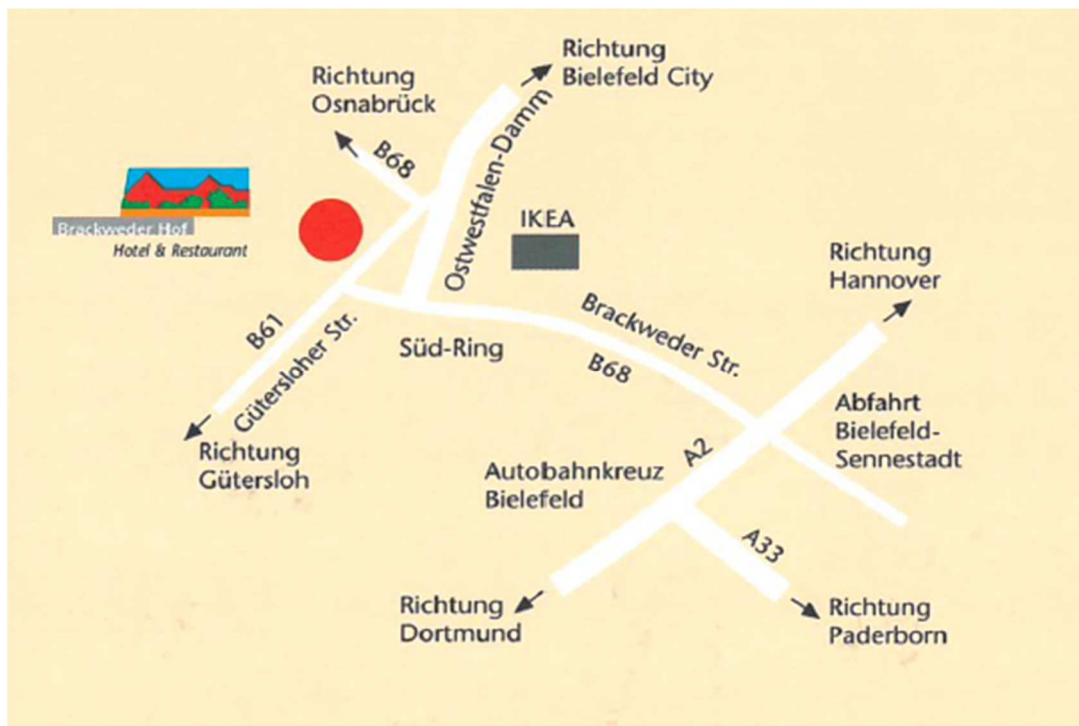 Richtung
Osnabrück
Richtung
Bielefeld City
B68
Ostwestfalen-Damm
Brackweder Hof
Hotel & Restaurant
IKEA
Richtung
Hannover
B61
Gütersloher Str.
Süd-Ring
Brackweder Str.
B68
Richtung
Gütersloh
Abfahrt
Bielefeld-
Sennestadt
A2
Autobahnkreuz
Bielefeld
A33
Richtung
Dortmund
Richtung
Paderborn